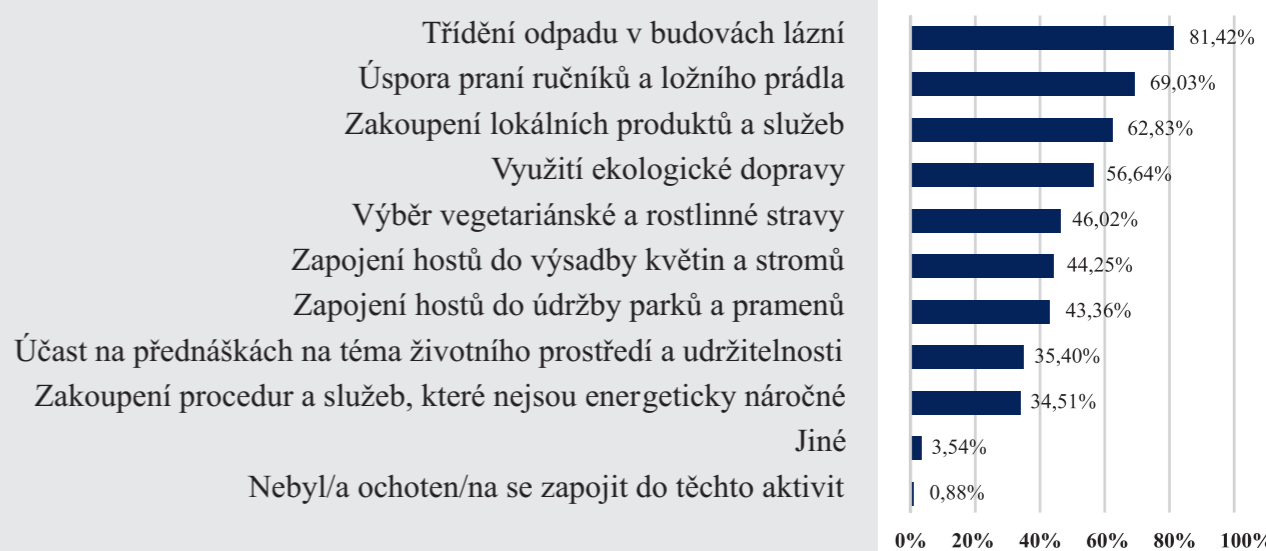 Třídění odpadu v budovách lázní 81,42%
Úspora praní ručníků a ložního prádla 69,03%
Zakoupení lokálních produktů a služeb 62,83%
Využití ekologické dopravy 56,64%
Výběr vegetariánské a rostlinné stravy 46,02%
Zapojení hostů do výsadby květin a stromů 44,25%
Zapojení hostů do údržby parků a pramenů 43,36%
Účast na přednáškách na téma životního prostředí a udržitelnosti 35,40%
Zakoupení procedur a služeb, které nejsou energeticky náročné 34,51%
Jiné 3,54%
Nebyl/a ochoten/na se zapojit do těchto aktivit 0,88%
0% 20% 40% 60% 80% 100%